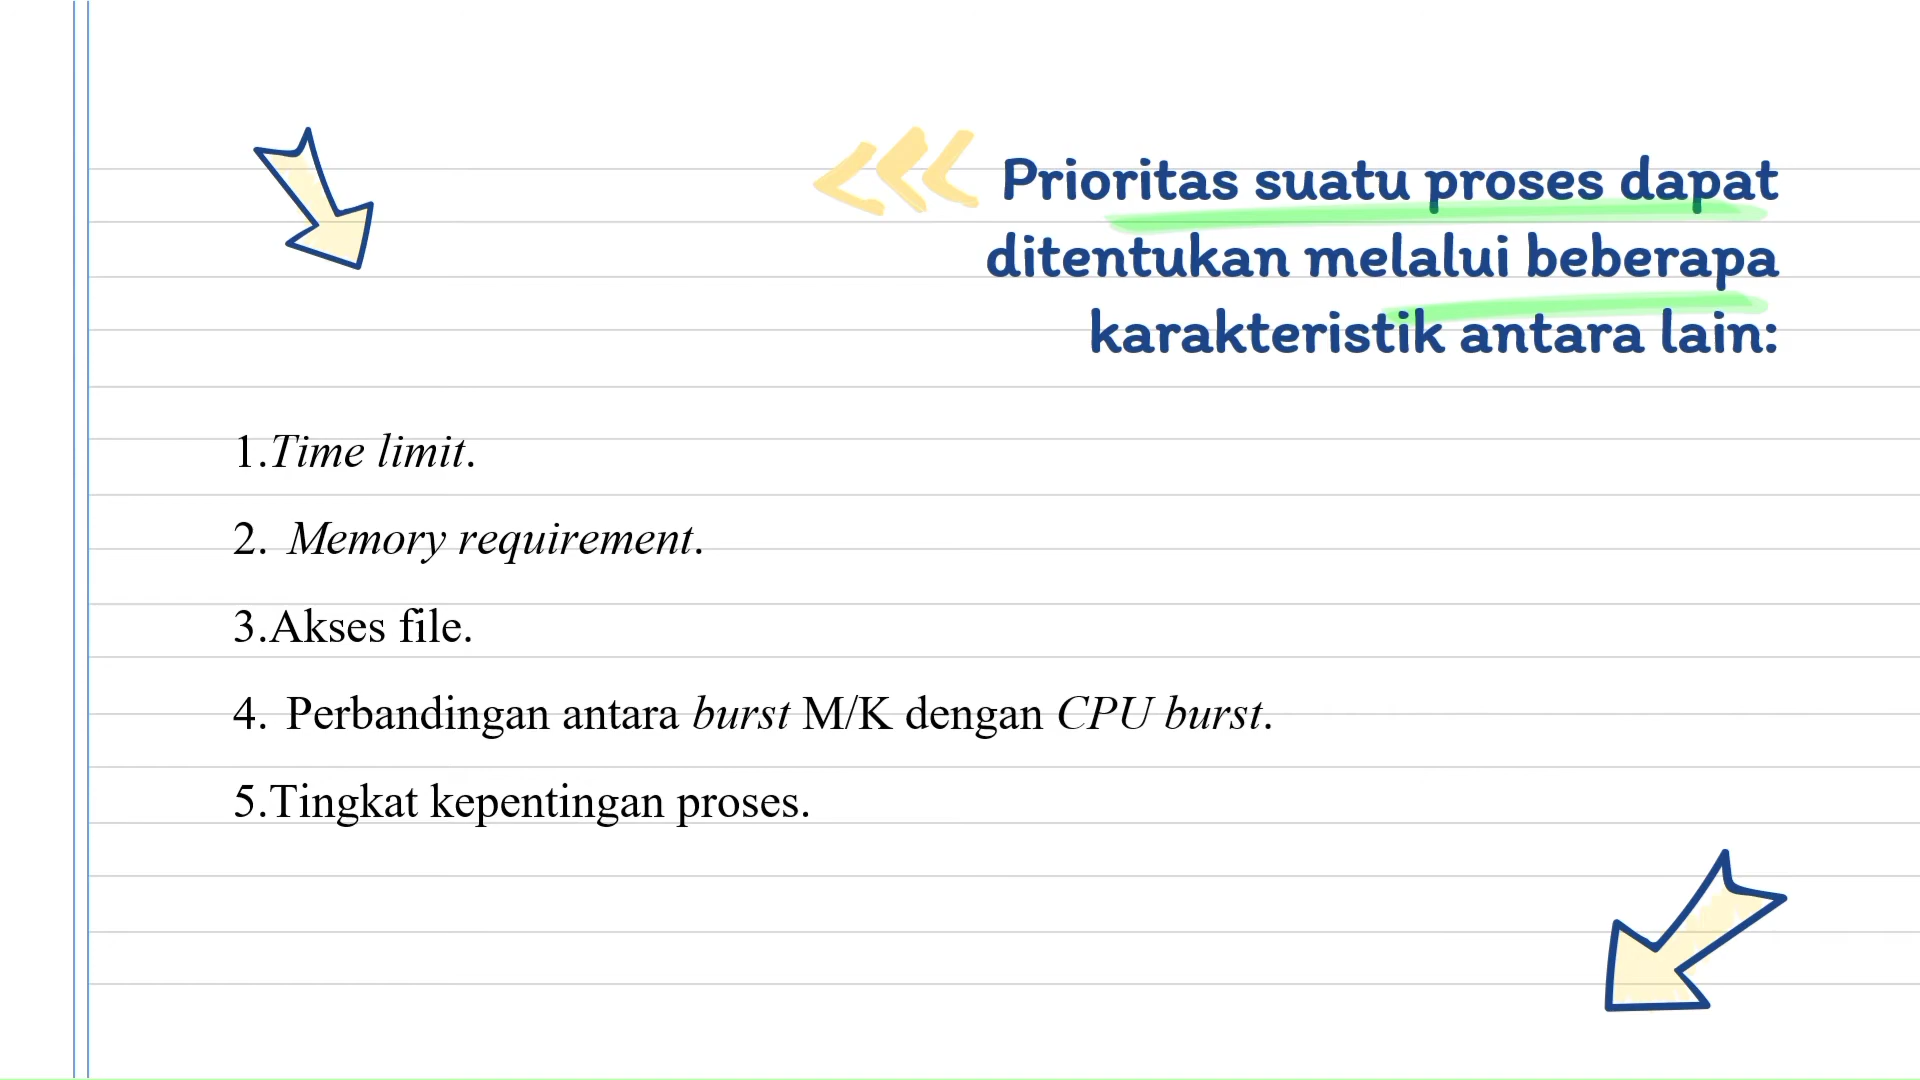 Prioritas suatu proses dapat
ditentukan melalui beberapa
karakteristik antara lain:
1.Time limit.
2. Memory requirement.
3.Akses file.
4. Perbandingan antara burst M/K dengan CPU burst.
5.Tingkat kepentingan proses.